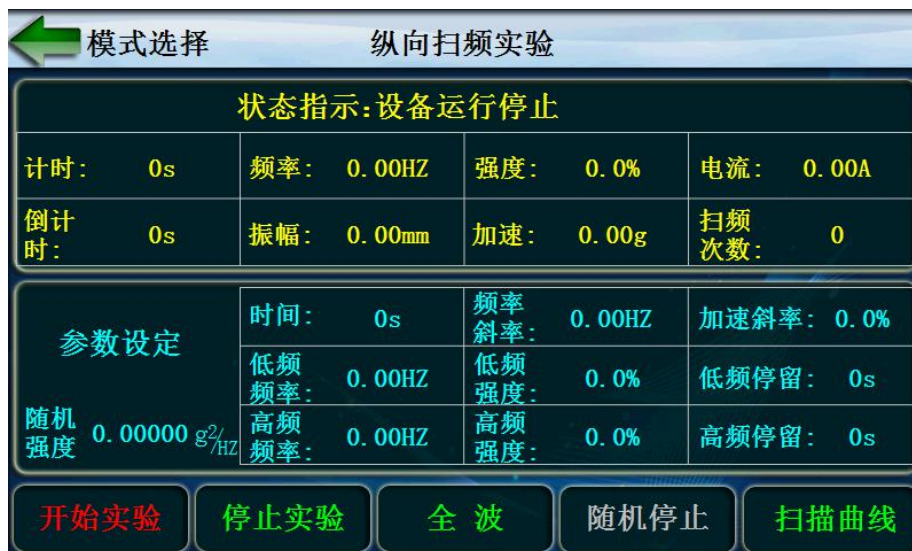 模式选择 纵向扫频实验
状态指示:设备运行停止
计时: 0s 频率: 0.00HZ 强度: 0.0% 电流: 0.00A
倒计时: 0s 振幅: 0.00mm 加速: 0.00g 扫频次数: 0
参数设定
时间: 0s 频率斜率: 0.00HZ 加速斜率: 0.0%
低频频率: 0.00HZ 低频强度: 0.0% 低频停留: 0s
随机强度 0.00000 g²/HZ 高频频率: 0.00HZ 高频强度: 0.0% 高频停留: 0s
开始实验 停止实验 全 波 随机停止 扫描曲线